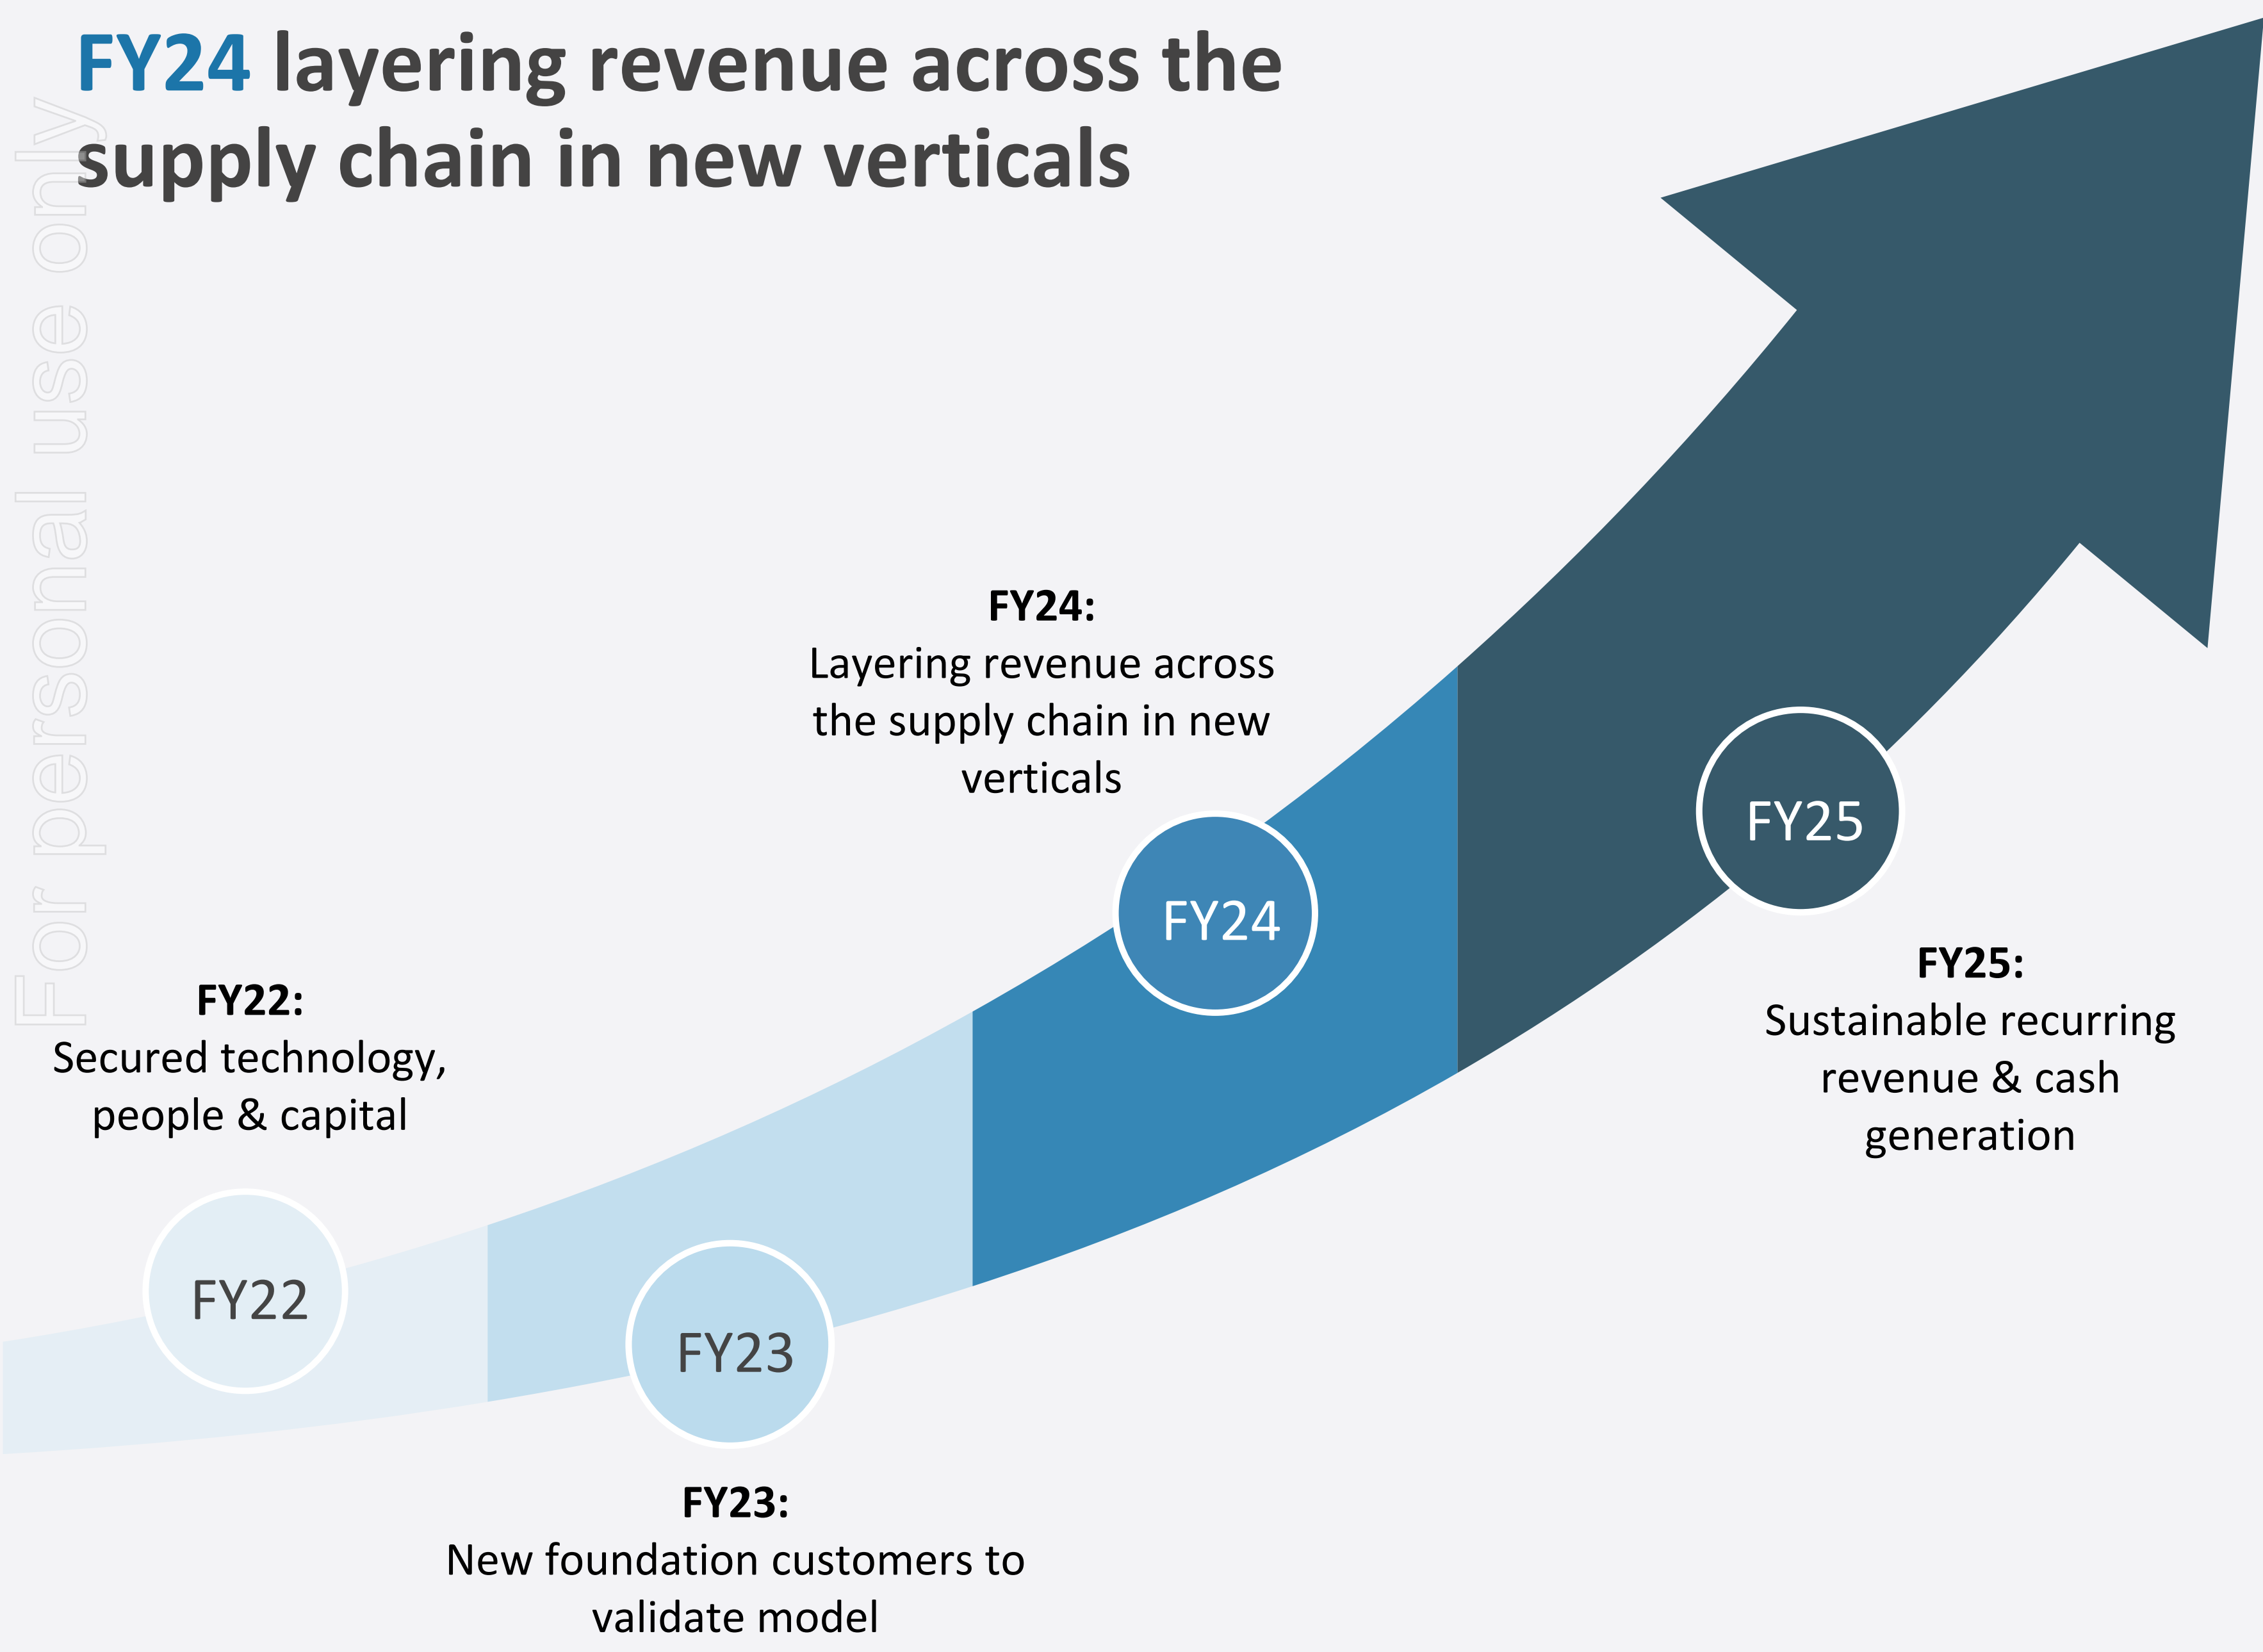 FY24 layering revenue across the
supply chain in new verticals
For personal use only
FY24:
Layering revenue across
the supply chain in new
verticals
FY24
FY25
FY25:
Sustainable recurring
revenue & cash
generation
FY22:
Secured technology,
people & capital
FY22
FY23
FY23:
New foundation customers to
validate model